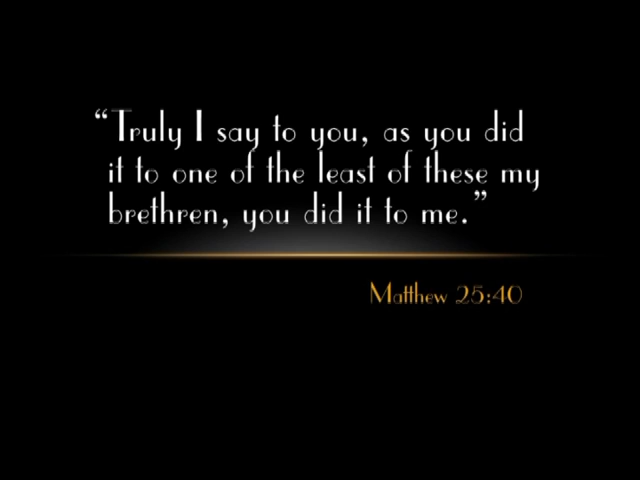 “Truly I say to you, as you did
it to one of the least of these my
brethren, you did it to me.”
Matthew 25:40